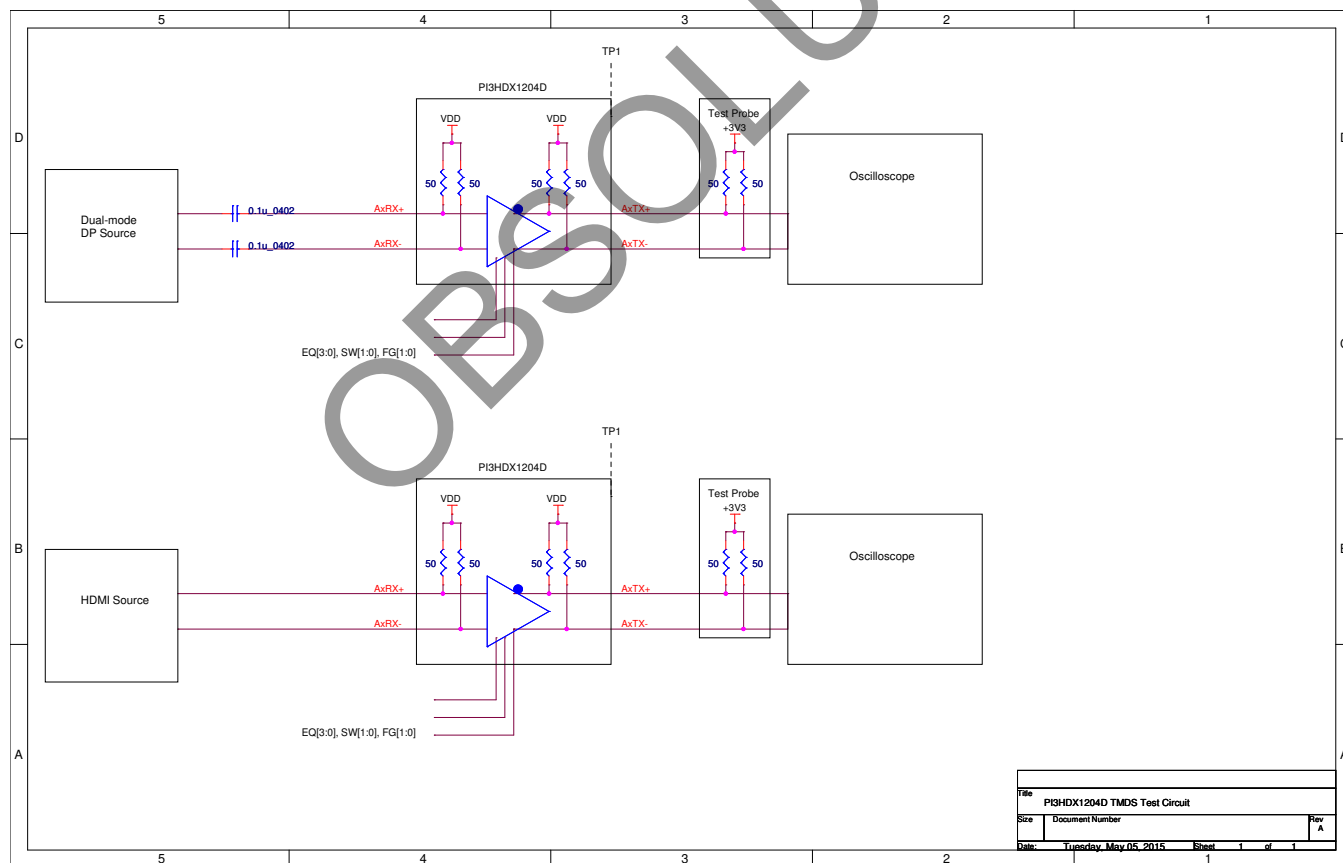 5 4 3 2 1
TP1
PI3HDX1204D
VDD VDD
50 50 50 50
Test Probe
+3V3
50 50
Oscilloscope
D D
Dual-mode
DP Source
0.1u_0402
0.1u_0402
AxRX+
AxRX-
AxTX+
AxTX-
EQ[3:0], SW[1:0], FG[1:0]
C C
OBSOLU
TP1
PI3HDX1204D
VDD VDD
50 50 50 50
Test Probe
+3V3
50 50
Oscilloscope
B B
HDMI Source
AxRX+
AxRX-
AxTX+
AxTX-
EQ[3:0], SW[1:0], FG[1:0]
A A
Title
PI3HDX1204D TMDS Test Circuit
Size Document Number Rev
A
Date: Tuesday, May 05, 2015 Sheet 1 of 1
5 4 3 2 1